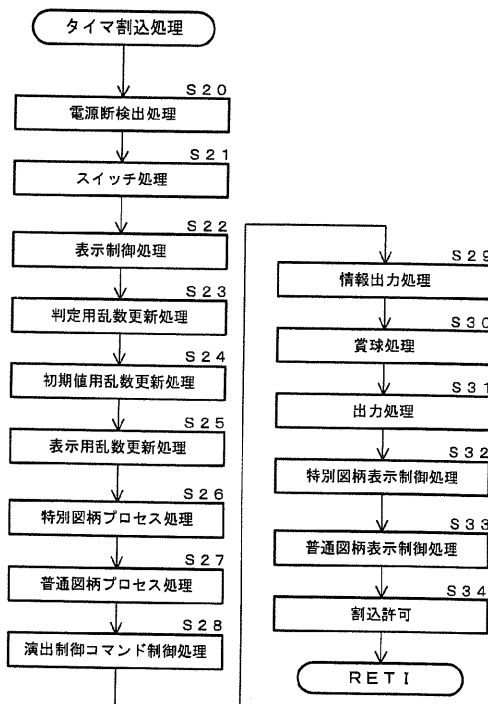 タイマ割込処理
S20
電源断検出処理
S21
スイッチ処理
S22
表示制御処理
S23
判定用乱数更新処理
S24
初期値用乱数更新処理
S25
表示用乱数更新処理
S26
特別図柄プロセス処理
S27
普通図柄プロセス処理
S28
演出制御コマンド制御処理
S29
情報出力処理
S30
賞球処理
S31
出力処理
S32
特別図柄表示制御処理
S33
普通図柄表示制御処理
S34
割込許可
RETI